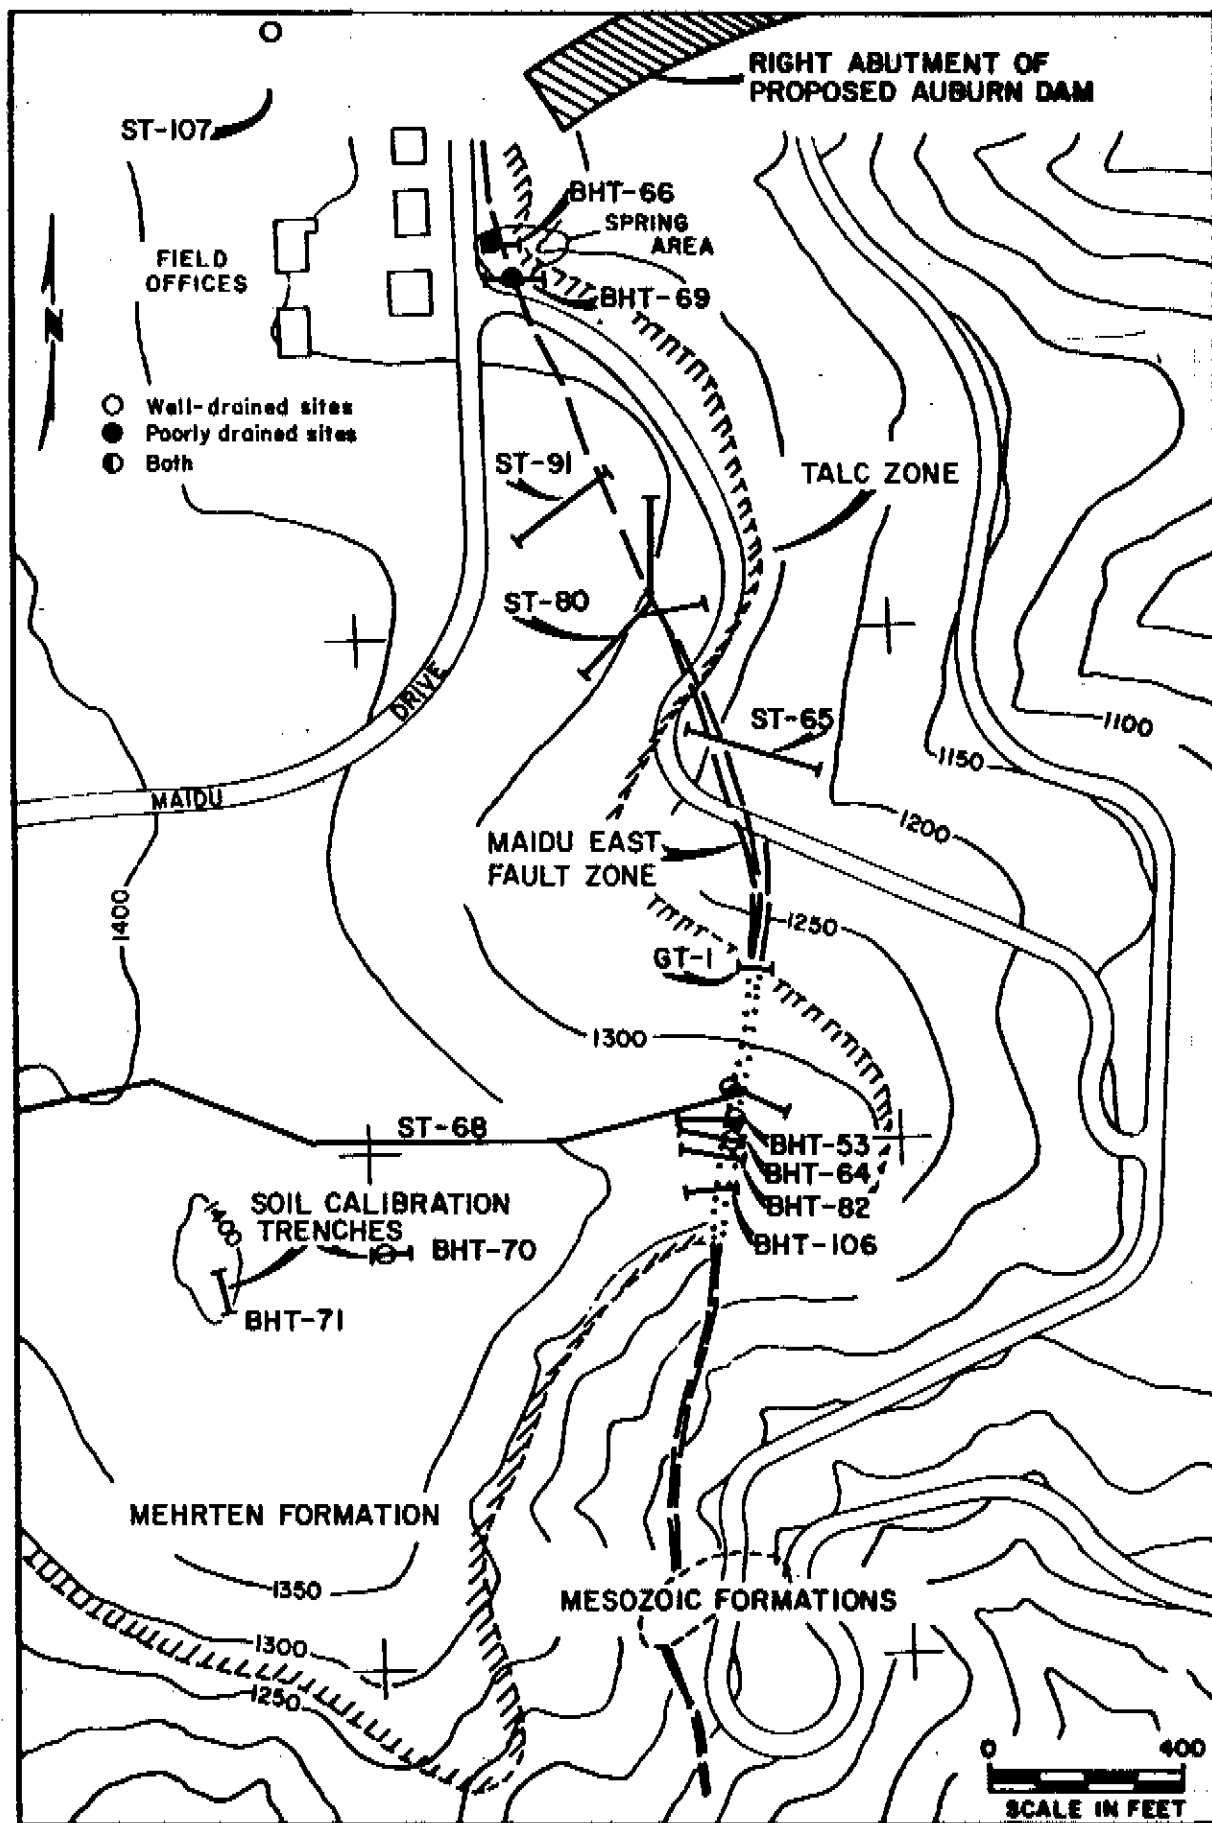 RIGHT ABUTMENT OF
PROPOSED AUBURN DAM
ST-107
BHT-66
SPRING
AREA
FIELD
OFFICES
BHT-69
N
Well-drained sites
Poorly drained sites
Both
ST-91
TALC ZONE
ST-80
DRIVE
ST-65
1100
1150
MAIDU
1200
MAIDU EAST
FAULT ZONE
1400
1250
GT-1
1300
ST-68
BHT-53
BHT-64
BHT-82
BHT-106
SOIL CALIBRATION
TRENCHES
1400
BHT-70
BHT-71
MEHRTEN FORMATION
1350
MESOZOIC FORMATIONS
1300
1250
0 400
SCALE IN FEET